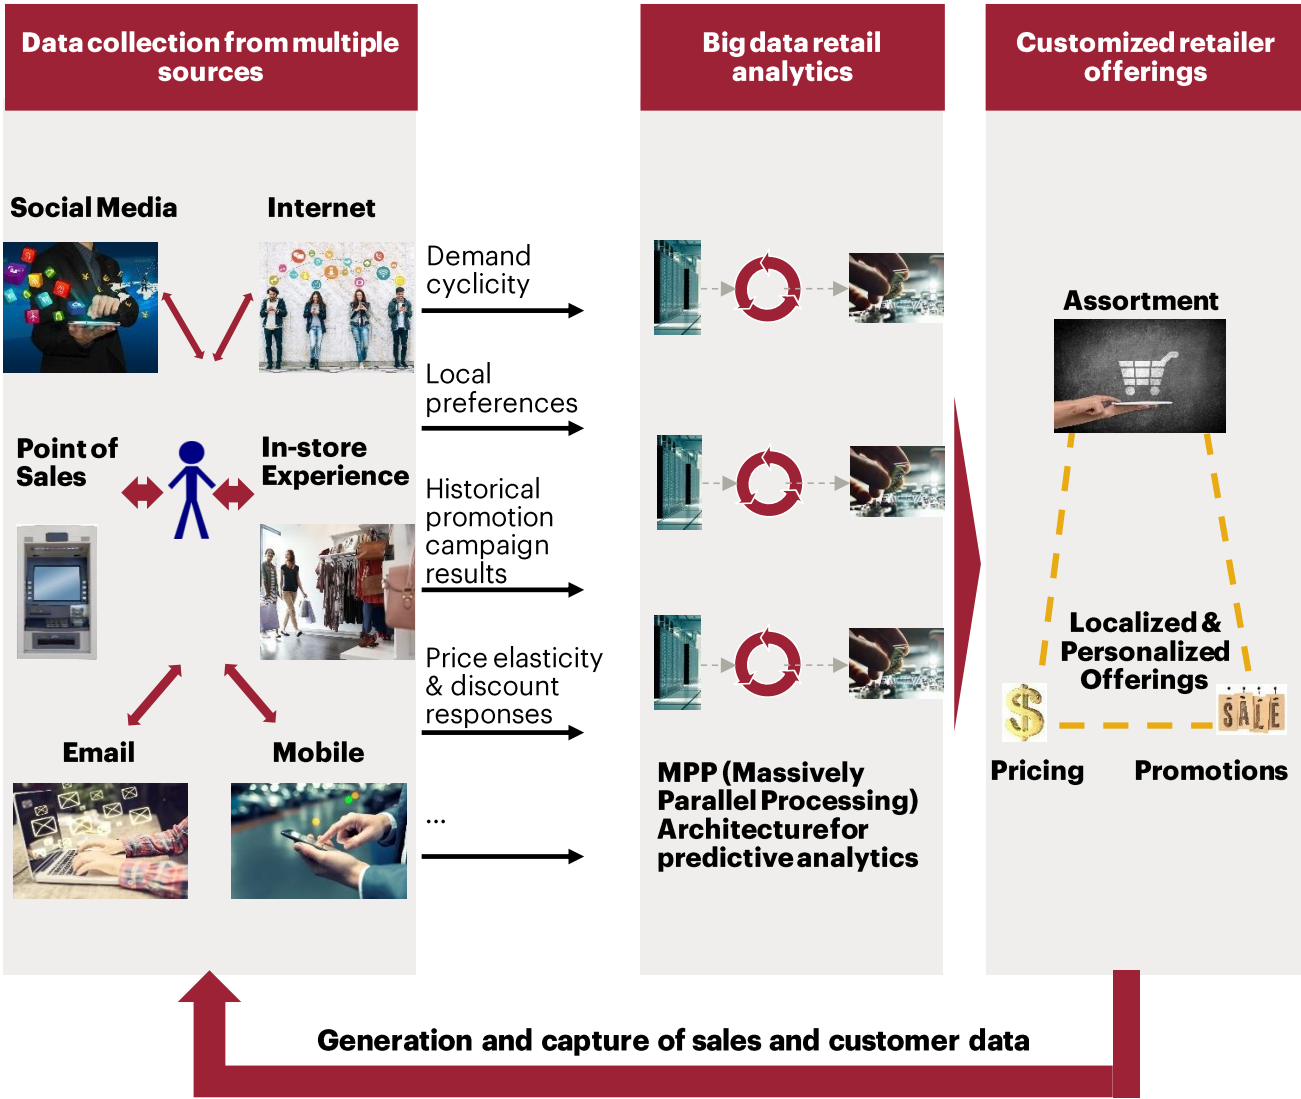 Data collection from multiple
sources
Big data retail
analytics
Customized retailer
offerings
Social Media
Internet
Point of
Sales
In-store
Experience
Email
Mobile
Demand
cyclicity
Local
preferences
Historical
promotion
campaign
results
Price elasticity
& discount
responses
...
MPP (Massively
Parallel Processing)
Architecture for
predictive analytics
Assortment
Localized &
Personalized
Offerings
$
SALE
Pricing
Promotions
Generation and capture of sales and customer data